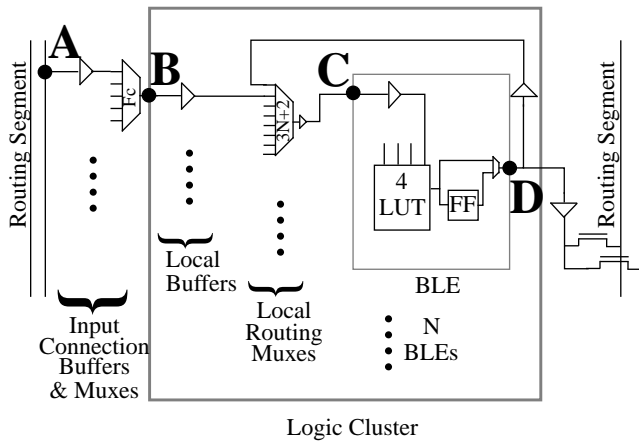 A
B
C
D
Routing Segment
Fc
3N+2
4
LUT
FF
Routing Segment
Local
Buffers
BLE
Input
Connection
Buffers
& Muxes
Local
Routing
Muxes
N
BLEs
Logic Cluster